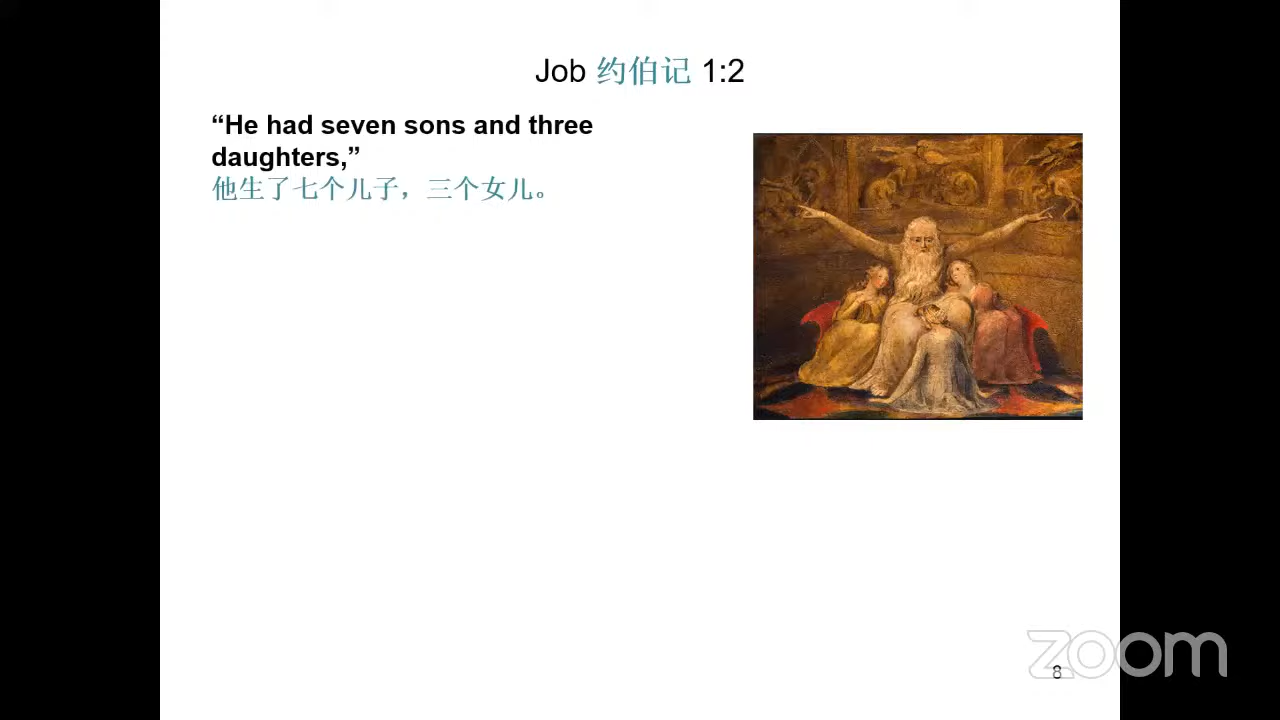 Job 约伯记 1:2
“He had seven sons and three
daughters,”
他生了七个儿子，三个女儿。
zoom
8